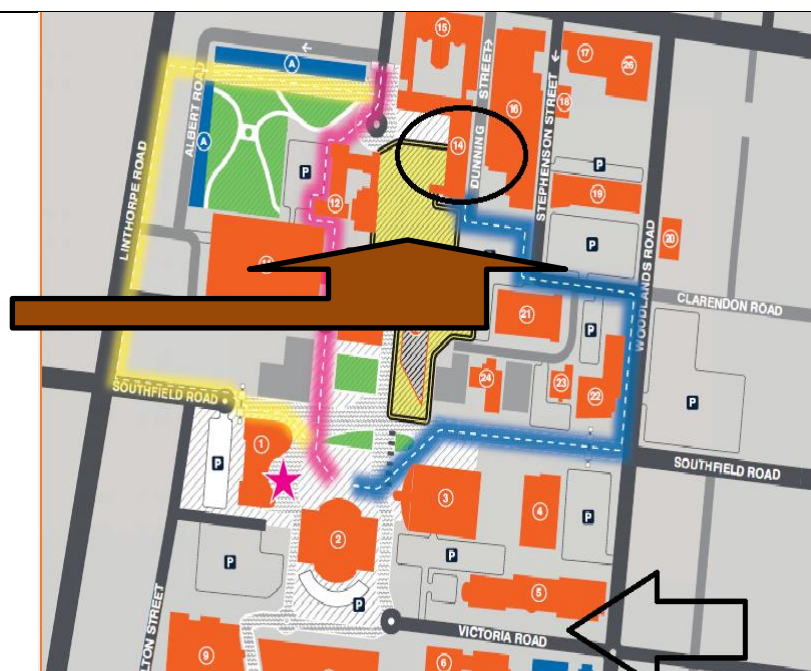 15
17
26
A
DUNNING STREET
16
STEPHENSON STREET
18
ALBERT ROAD
14
A
P
P
LINTHORPE ROAD
12
19
20
P
WOODLANDS ROAD
CLARENDON ROAD
21
P
24
23
22
P
SOUTHFIELD ROAD
1
P
SOUTHFIELD ROAD
3
4
P
2
P
P
5
P
LTON STREET
VICTORIA ROAD
9
6